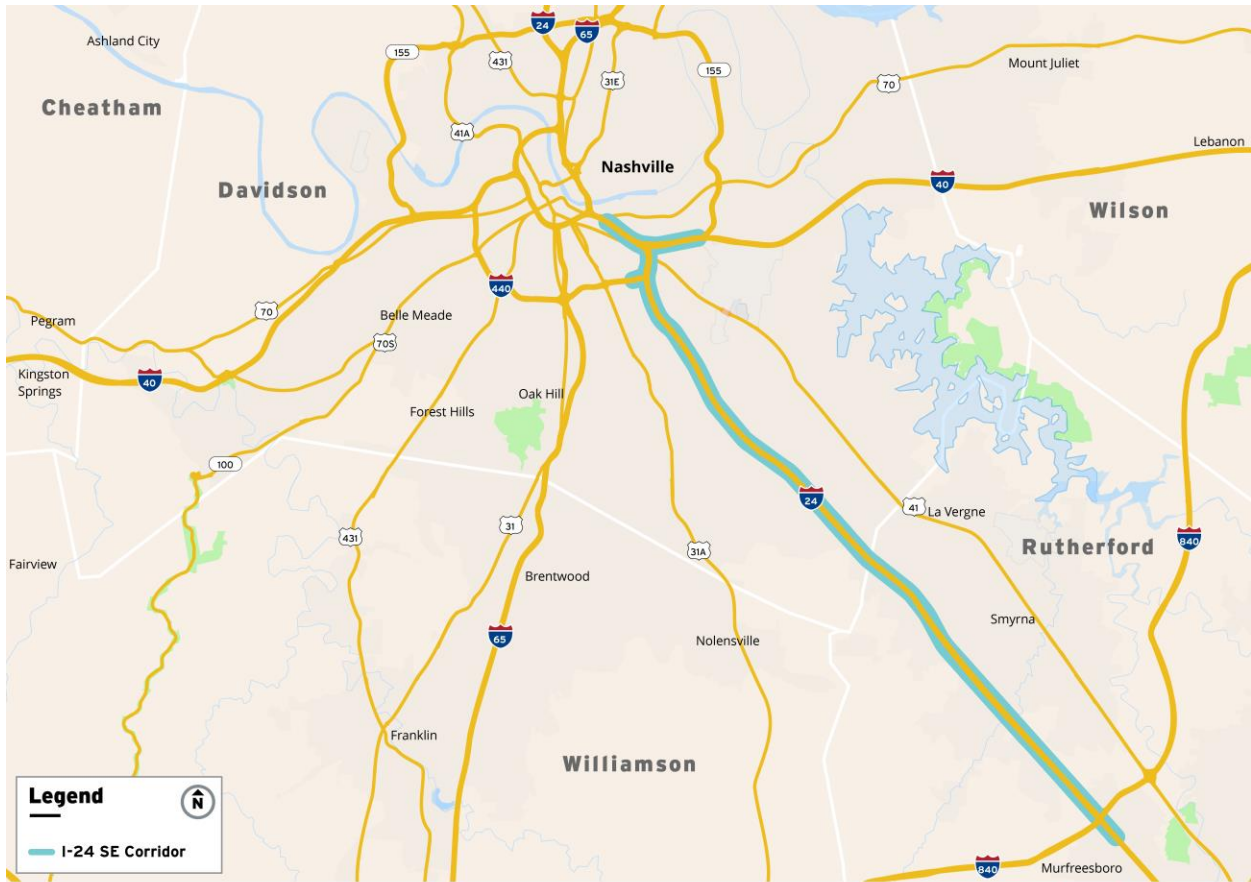 24
65
Ashland City
155
431
31E
155
Mount Juliet
70
Cheatham
41A
Lebanon
Nashville
Davidson
40
Wilson
440
70
Belle Meade
Pegram
70S
Kingston
Springs
40
Oak Hill
Forest Hills
100
24
41
La Vergne
31
431
840
31A
Rutherford
Fairview
Brentwood
Smyrna
65
Nolensville
Franklin
Williamson
Legend
N
I-24 SE Corridor
840
Murfreesboro